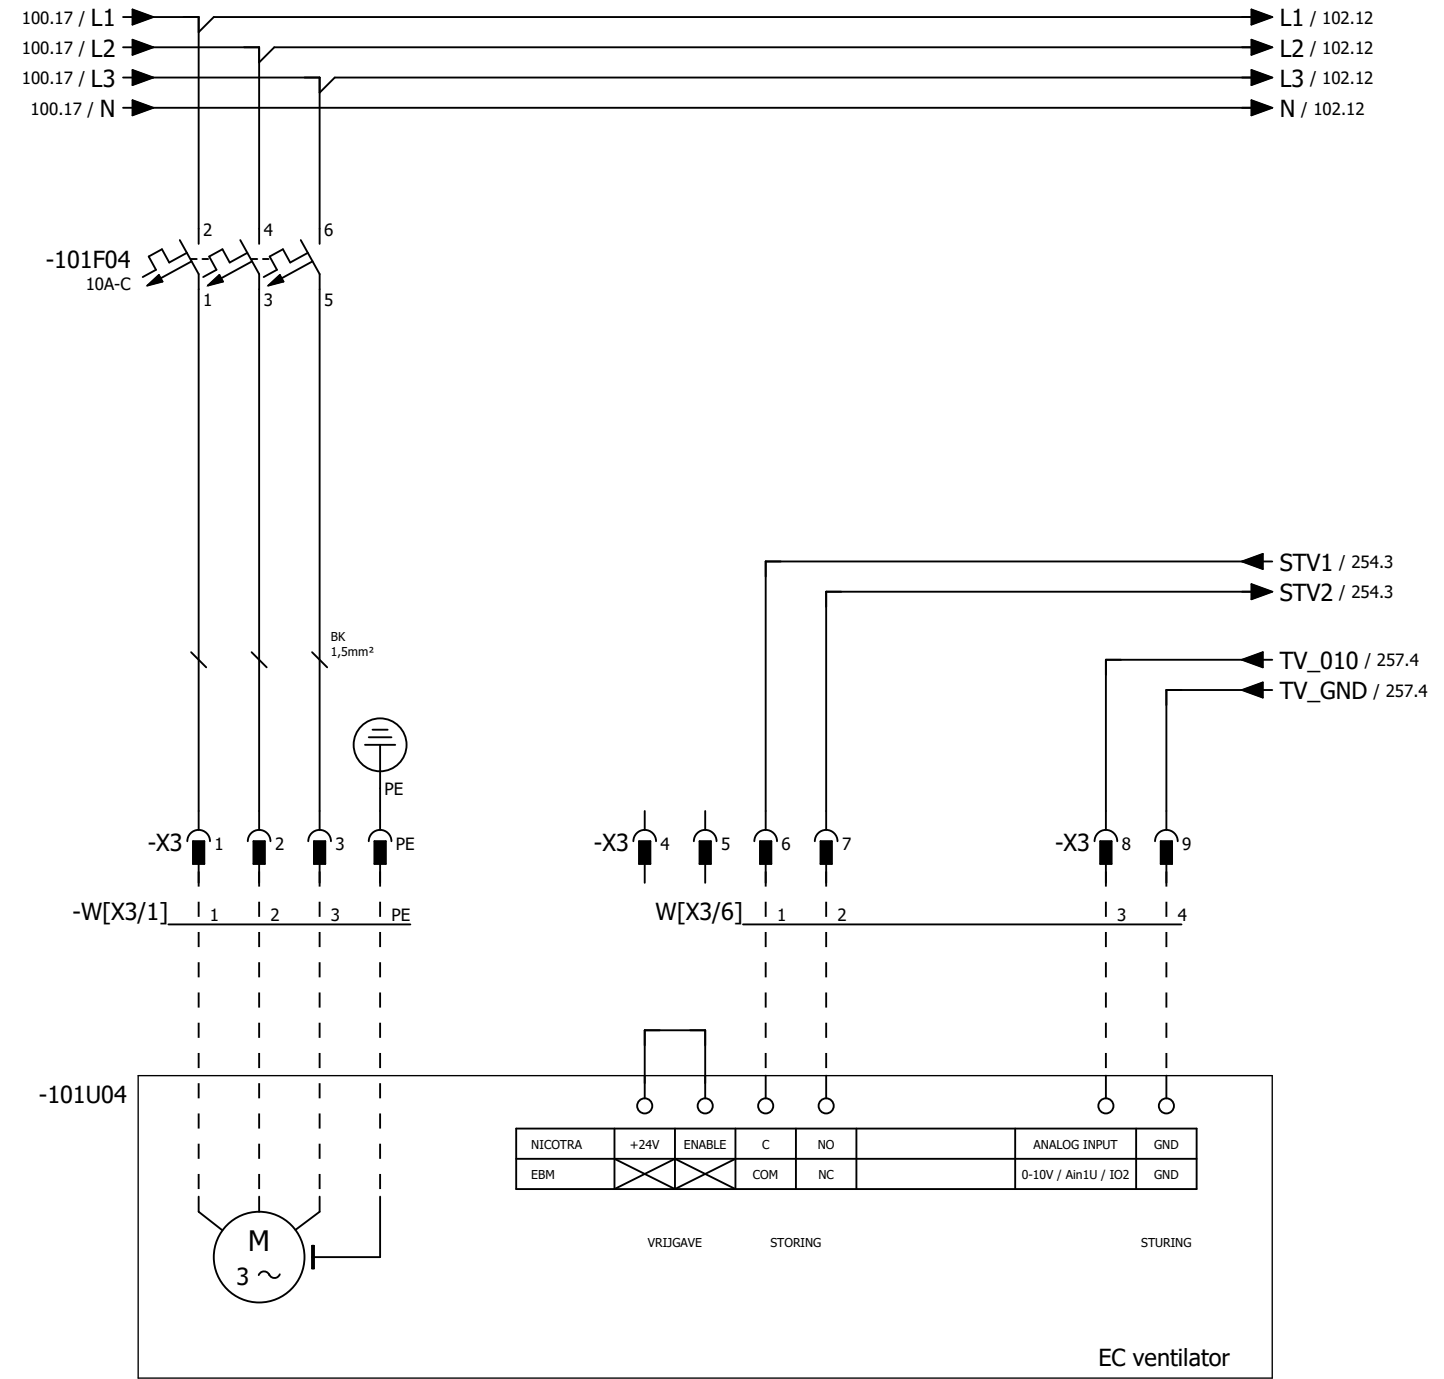 100.17 / L1
L1 / 102.12
100.17 / L2
L2 / 102.12
100.17 / L3
L3 / 102.12
100.17 / N
N / 102.12
2 4 6
-101F04
10A-C
1 3 5
STV1 / 254.3
STV2 / 254.3
BK
1,5mm²
TV_010 / 257.4
TV_GND / 257.4
PE
-X3 1 2 3 PE
-X3 4 5 6 7
-X3 8 9
-W[X3/1] 1 2 3 PE
W[X3/6] 1 2 3 4
-101U04
NICOTRA +24V ENABLE C NO ANALOG INPUT GND
EBM COM NC 0-10V / Ain1U / IO2 GND
VRIJGAVE STORING STURING
M
3 ~
EC ventilator